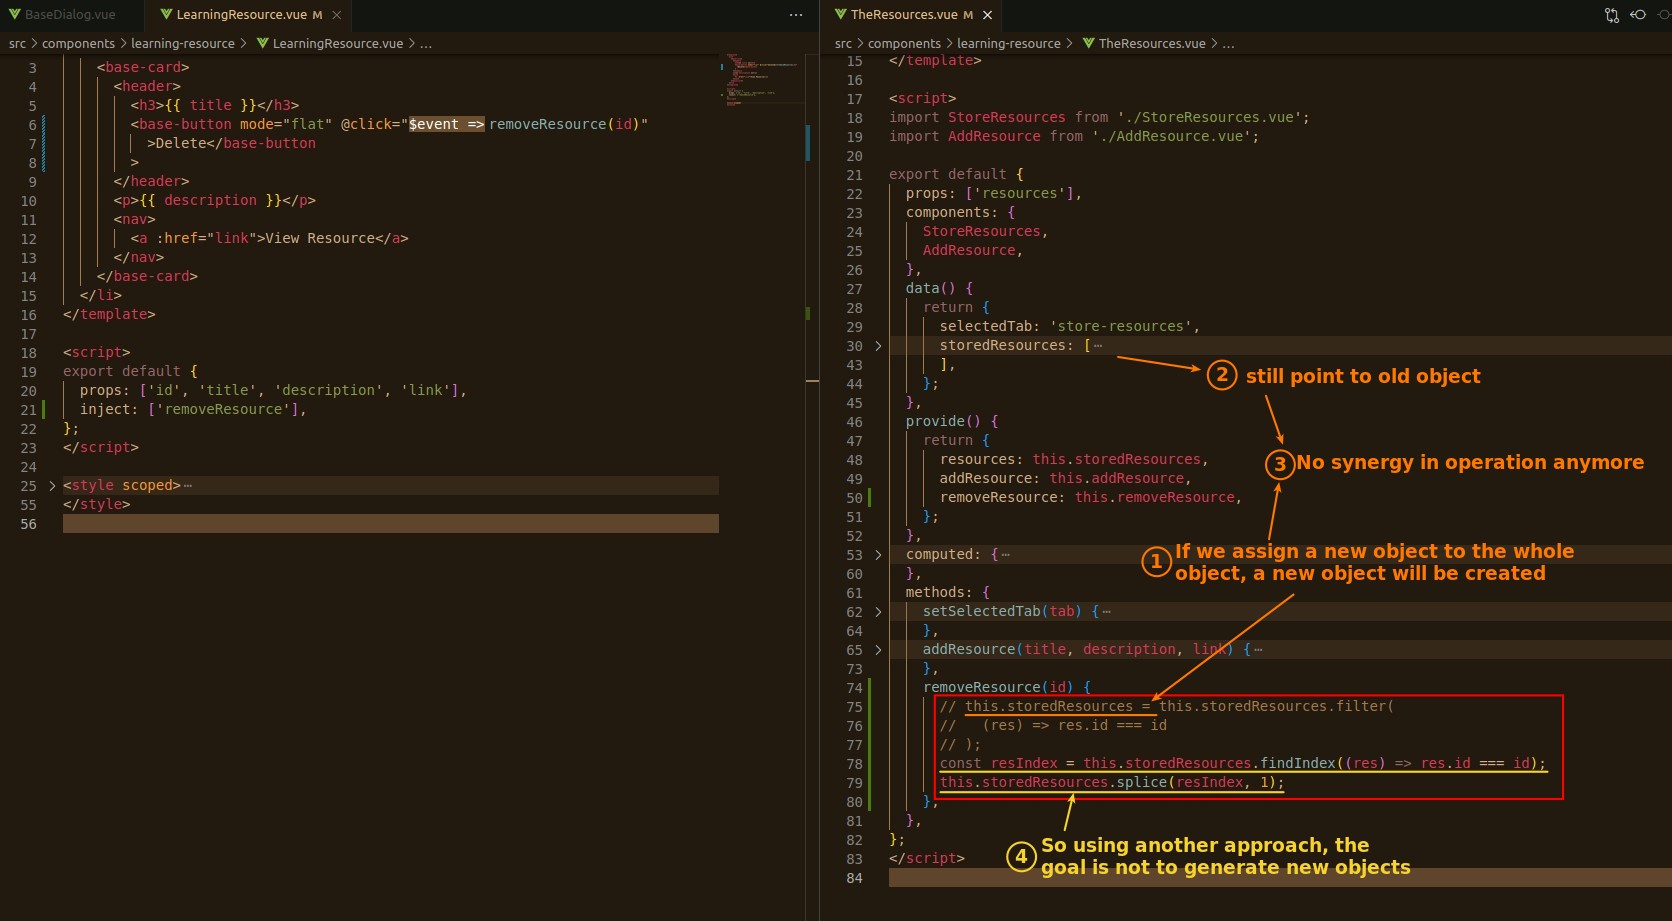 BaseDialog.vue
LearningResource.vue M
src > components > learning-resource > LearningResource.vue > ...
3 <base-card>
4 <header>
5 <h3>{{ title }}</h3>
6 <base-button mode="flat" @click="$event => removeResource(id)"
7 >Delete</base-button
8 >
9 </header>
10 <p>{{ description }}</p>
11 <nav>
12 <a :href="link">View Resource</a>
13 </nav>
14 </base-card>
15 </li>
16 </template>
17
18 <script>
19 export default {
20 props: ['id', 'title', 'description', 'link'],
21 inject: ['removeResource'],
22 };
23 </script>
24
25 > <style scoped>⋯
55 </style>
56
TheResources.vue M
src > components > learning-resource > TheResources.vue > ...
15 </template>
16
17 <script>
18 import StoreResources from './StoreResources.vue';
19 import AddResource from './AddResource.vue';
20
21 export default {
22 props: ['resources'],
23 components: {
24 StoreResources,
25 AddResource,
26 },
27 data() {
28 return {
29 selectedTab: 'store-resources',
30 > storedResources: [⋯
43 ],
44 };
45 },
46 provide() {
47 return {
48 resources: this.storedResources,
49 addResource: this.addResource,
50 removeResource: this.removeResource,
51 };
52 },
53 > computed: {⋯
60 },
61 methods: {
62 > setSelectedTab(tab) {⋯
64 },
65 > addResource(title, description, link) {⋯
73 },
74 removeResource(id) {
75 // this.storedResources = this.storedResources.filter(
76 // (res) => res.id === id
77 // );
78 const resIndex = this.storedResources.findIndex((res) => res.id === id);
79 this.storedResources.splice(resIndex, 1);
80 },
81 },
82 };
83 </script>
84
2 still point to old object
3 No synergy in operation anymore
1 If we assign a new object to the whole
object, a new object will be created
4 So using another approach, the
goal is not to generate new objects